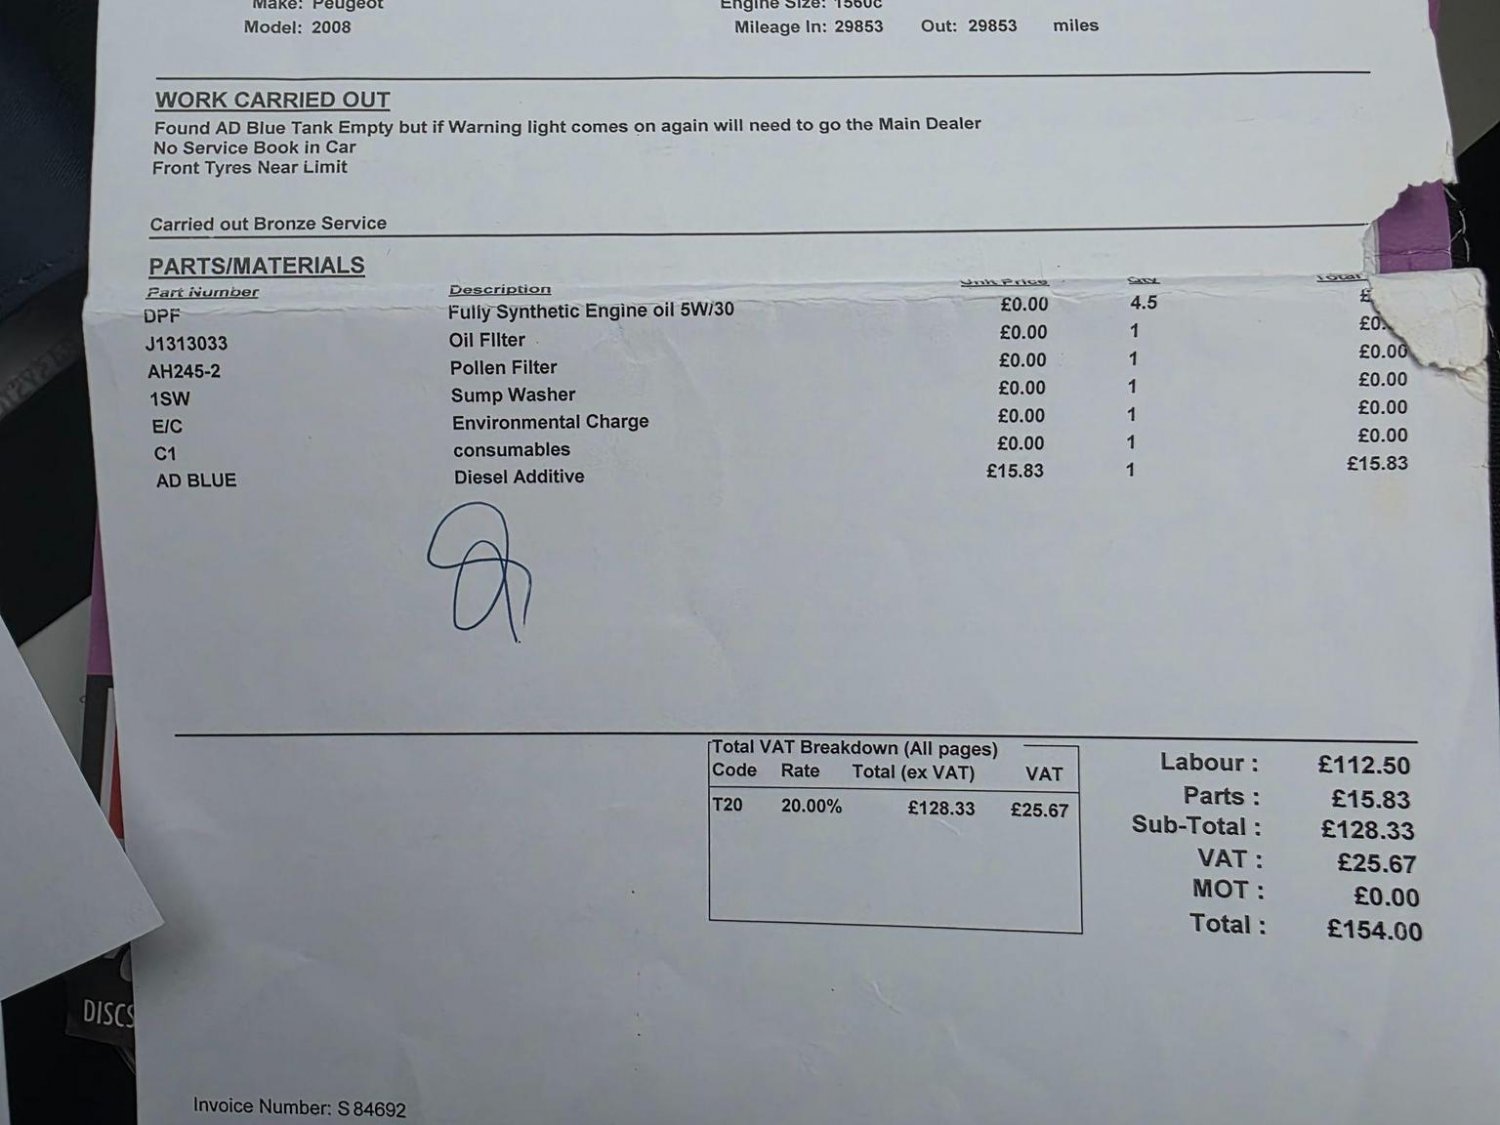 Make: Peugeot Engine Size: 1560c
Model: 2008 Mileage In: 29853 Out: 29853 miles
WORK CARRIED OUT
Found AD Blue Tank Empty but if Warning light comes on again will need to go the Main Dealer
No Service Book in Car
Front Tyres Near Limit
Carried out Bronze Service
PARTS/MATERIALS
Part Number Description Unit Price Qty Total
DPF Fully Synthetic Engine oil 5W/30 £0.00 4.5 £
J1313033 Oil FIlter £0.00 1 £0.
AH245-2 Pollen Filter £0.00 1 £0.00
1SW Sump Washer £0.00 1 £0.00
E/C Environmental Charge £0.00 1 £0.00
C1 consumables £0.00 1 £0.00
AD BLUE Diesel Additive £15.83 1 £15.83
Total VAT Breakdown (All pages)
Code Rate Total (ex VAT) VAT
T20 20.00% £128.33 £25.67
Labour : £112.50
Parts : £15.83
Sub-Total : £128.33
VAT : £25.67
MOT : £0.00
Total : £154.00
DISCS
Invoice Number: S 84692